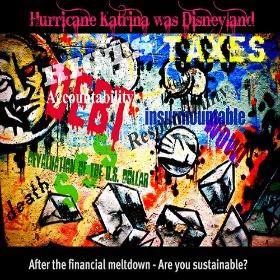 Hurricane Katrina was Disneyland
TAXES
Accountability
DEBT
insurmountable
NOW
DEVALUATION OF THE U.S. DOLLAR
$
$
$
death
After the financial meltdown - Are you sustainable?